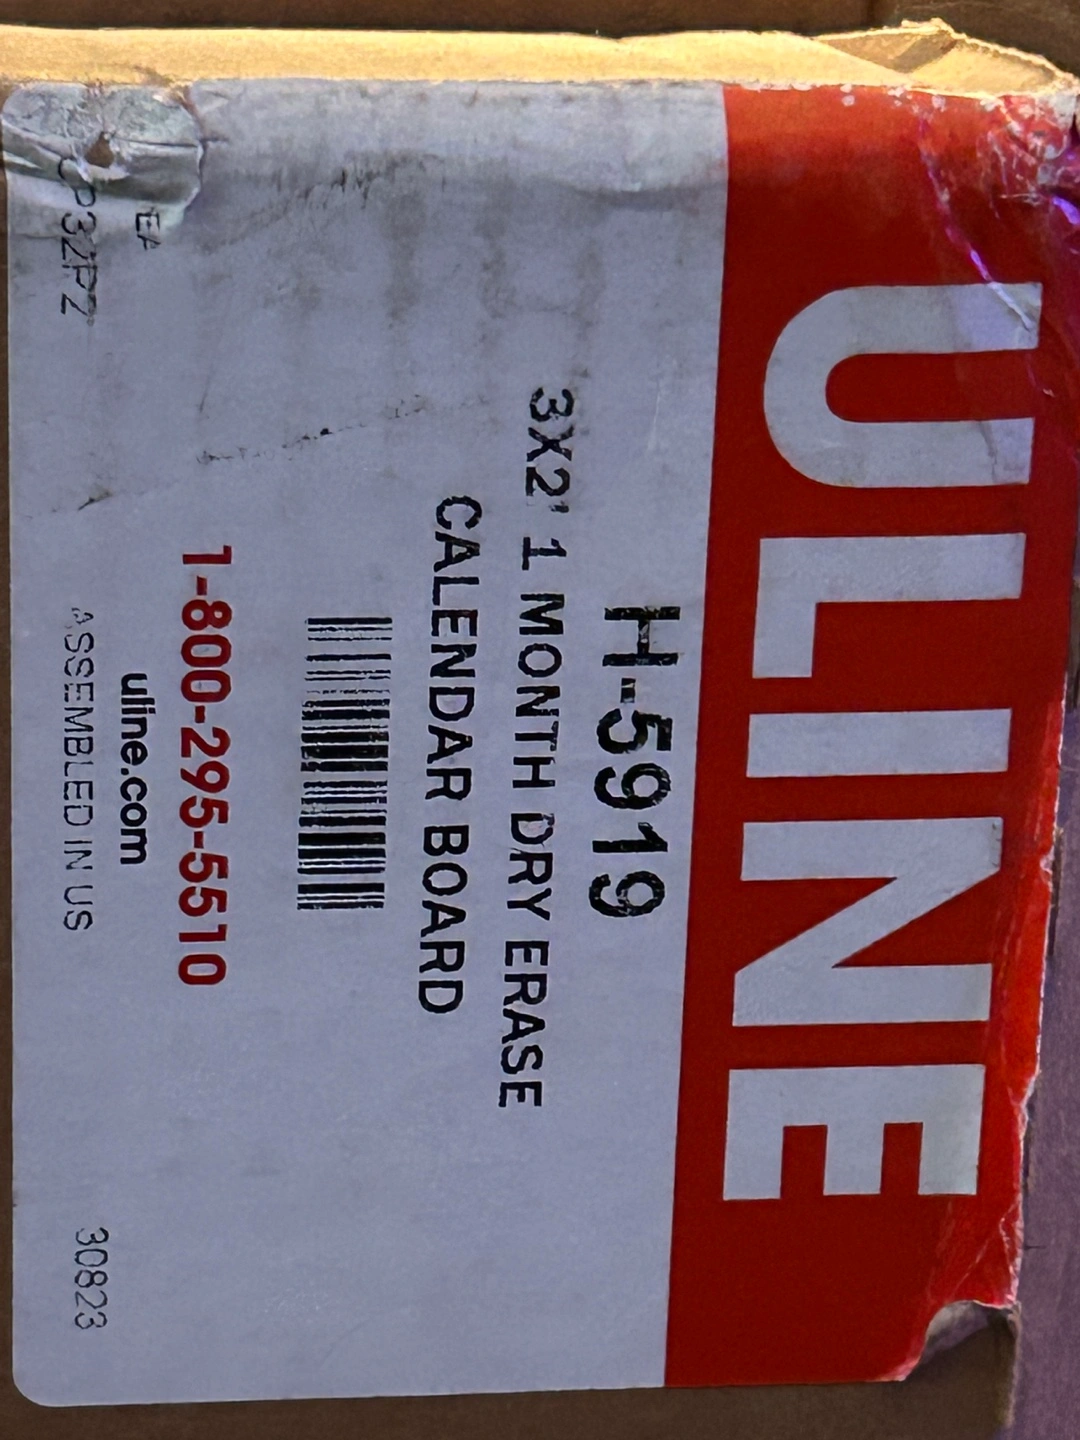 ULINE
H-5919
3X2' 1 MONTH DRY ERASE
CALENDAR BOARD
1-800-295-5510
uline.com
EA
ASSEMBLED IN US
30823